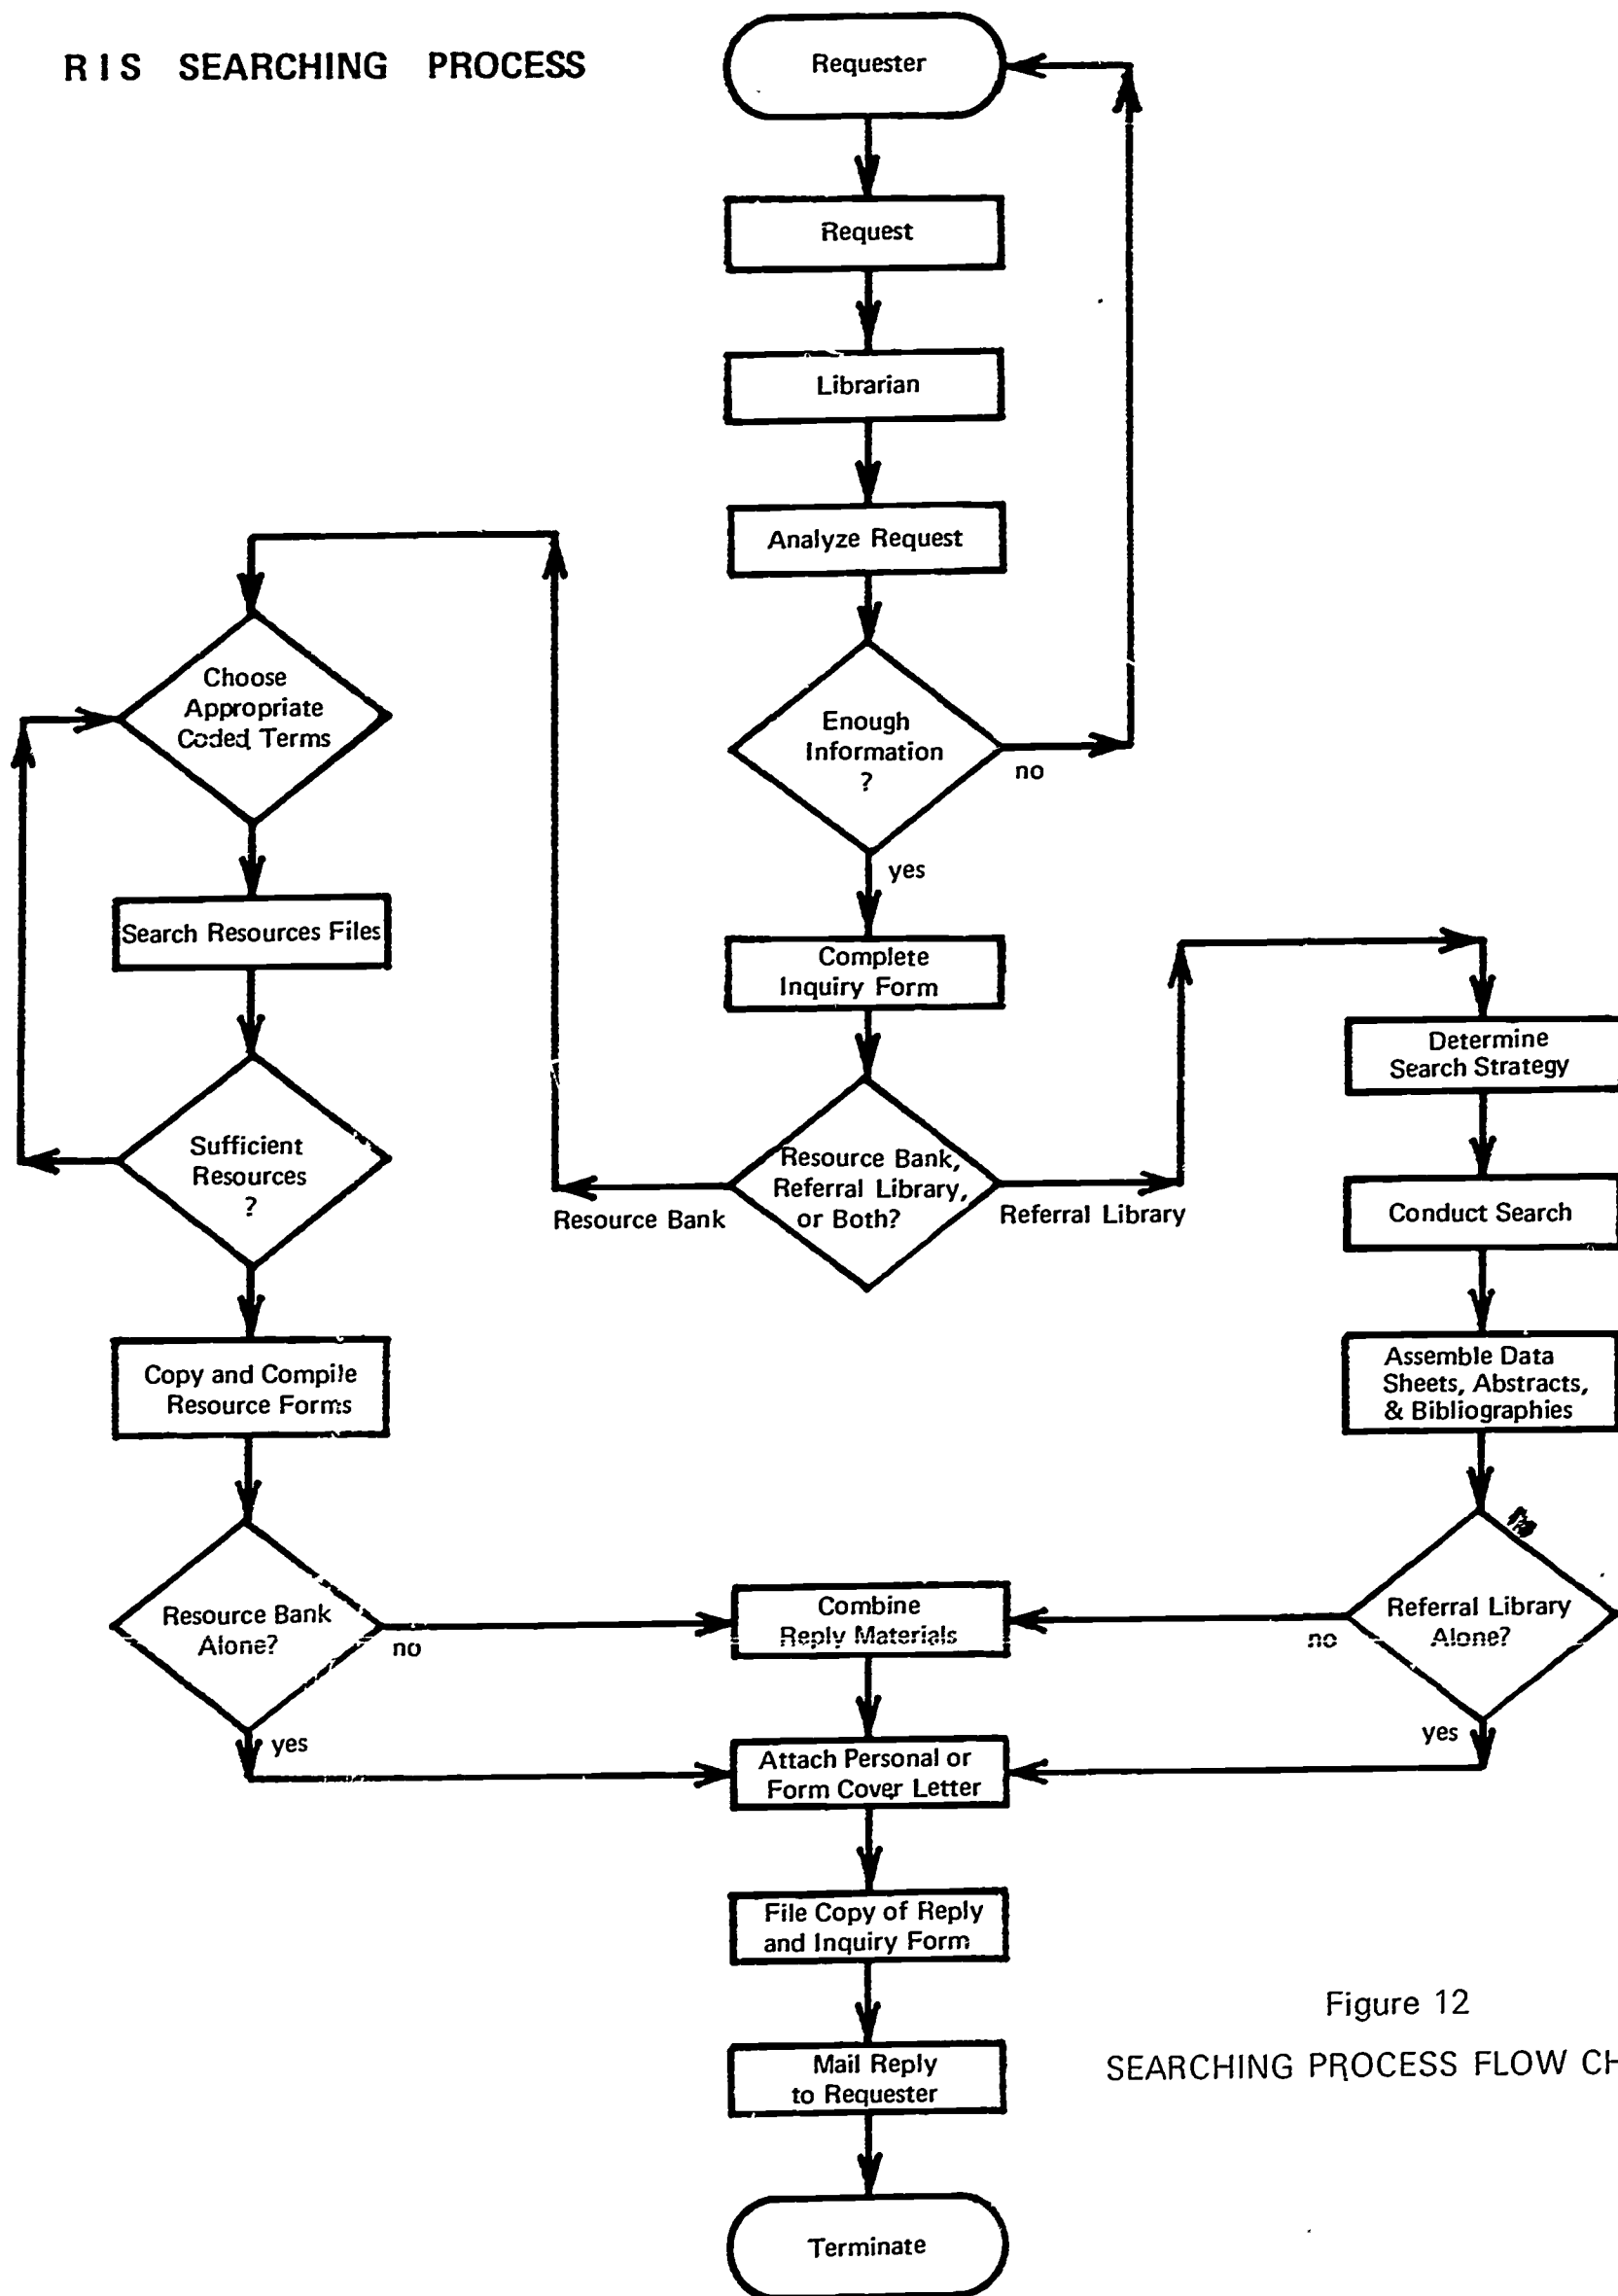 RIS SEARCHING PROCESS
Requester
Request
Librarian
Analyze Request
Enough
Information
?
no
yes
Complete
Inquiry Form
Resource Bank,
Referral Library,
or Both?
Resource Bank
Referral Library
Choose
Appropriate
Coded Terms
Search Resources Files
Sufficient
Resources
?
Copy and Compile
Resource Forms
Resource Bank
Alone?
no
yes
Determine
Search Strategy
Conduct Search
Assemble Data
Sheets, Abstracts,
& Bibliographies
Referral Library
Alone?
no
yes
Combine
Reply Materials
Attach Personal or
Form Cover Letter
File Copy of Reply
and Inquiry Form
Mail Reply
to Requester
Terminate
Figure 12
SEARCHING PROCESS FLOW CH